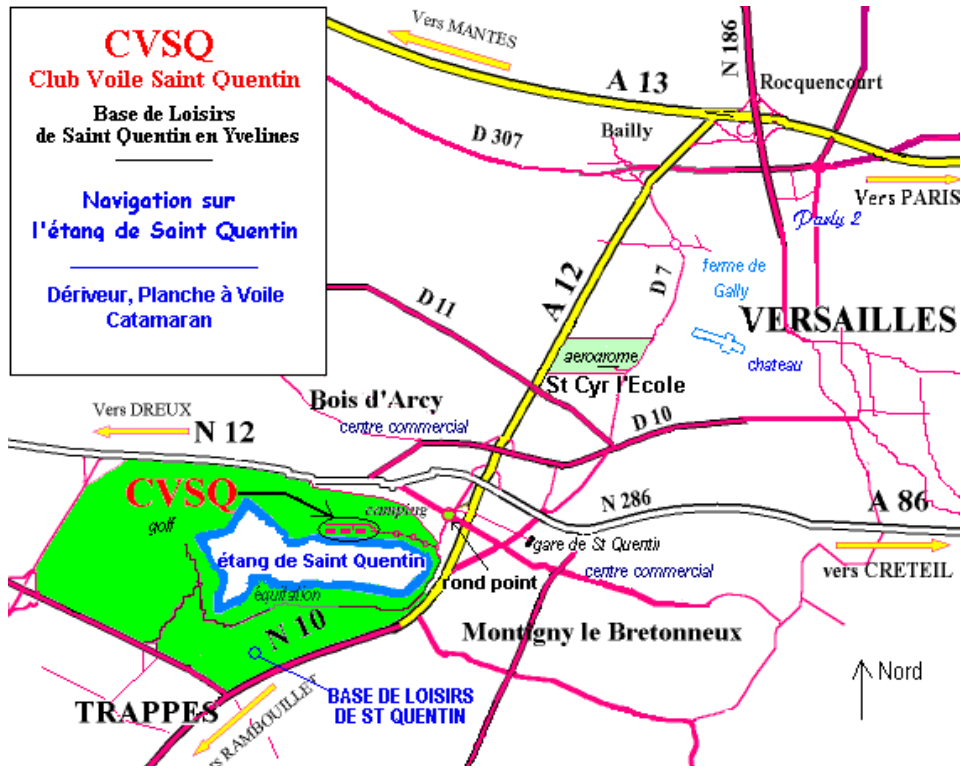 CVSQ
Club Voile Saint Quentin
Base de Loisirs
de Saint Quentin en Yvelines
Navigation sur
l'étang de Saint Quentin
Dériveur, Planche à Voile
Catamaran
Vers MANTES
A 13
N 186
Rocquencourt
Bailly
D 307
Vers PARIS
Parly 2
A 12
D 7
ferme de
Gally
D 11
VERSAILLES
aerodrome
chateau
St Cyr l'Ecole
Bois d'Arcy
centre commercial
D 10
Vers DREUX
N 12
CVSQ
camping
golf
N 286
A 86
gare de St Quentin
étang de Saint Quentin
rond point
centre commercial
vers CRETEIL
équitation
N 10
Montigny le Bretonneux
Nord
TRAPPES
BASE DE LOISIRS
DE ST QUENTIN
rs RAMBOUILLET